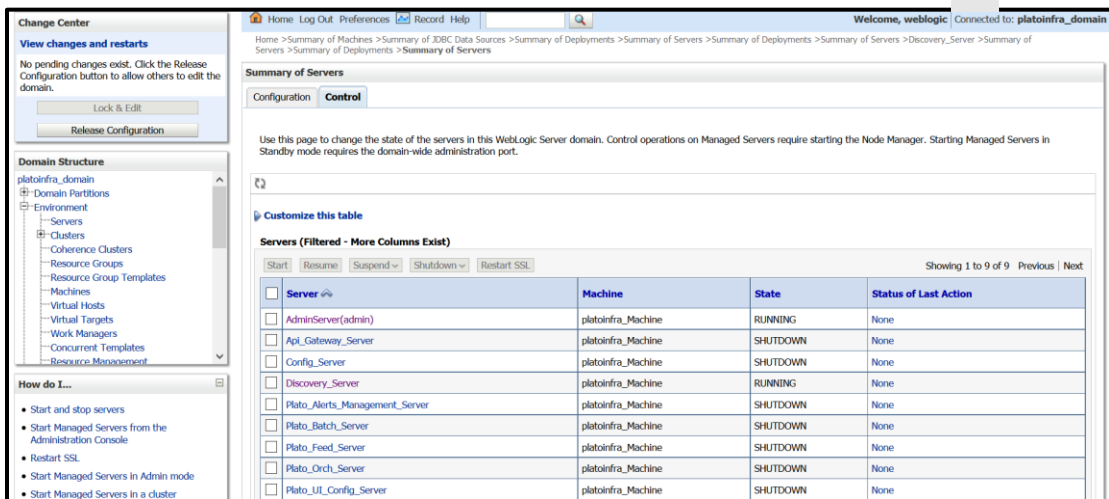 Change Center
View changes and restarts
No pending changes exist. Click the Release
Configuration button to allow others to edit the
domain.
Lock & Edit
Release Configuration
Domain Structure
platoinfra_domain
Domain Partitions
Environment
Servers
Clusters
Coherence Clusters
Resource Groups
Resource Group Templates
Machines
Virtual Hosts
Virtual Targets
Work Managers
Concurrent Templates
Resource Management
How do I...
Start and stop servers
Start Managed Servers from the
Administration Console
Restart SSL
Start Managed Servers in Admin mode
Start Managed Servers in a cluster
Home Log Out Preferences Record Help
Welcome, weblogic Connected to: platoinfra_domain
Home >Summary of Machines >Summary of JDBC Data Sources >Summary of Deployments >Summary of Servers >Summary of Deployments >Summary of Servers >Discovery_Server >Summary of
Servers >Summary of Deployments >Summary of Servers
Summary of Servers
Configuration Control
Use this page to change the state of the servers in this WebLogic Server domain. Control operations on Managed Servers require starting the Node Manager. Starting Managed Servers in
Standby mode requires the domain-wide administration port.
Customize this table
Servers (Filtered - More Columns Exist)
Start Resume Suspend Shutdown Restart SSL Showing 1 to 9 of 9 Previous | Next
Server Machine State Status of Last Action
AdminServer(admin) platoinfra_Machine RUNNING None
Api_Gateway_Server platoinfra_Machine SHUTDOWN None
Config_Server platoinfra_Machine SHUTDOWN None
Discovery_Server platoinfra_Machine RUNNING None
Plato_Alerts_Management_Server platoinfra_Machine SHUTDOWN None
Plato_Batch_Server platoinfra_Machine SHUTDOWN None
Plato_Feed_Server platoinfra_Machine SHUTDOWN None
Plato_Orch_Server platoinfra_Machine SHUTDOWN None
Plato_UI_Config_Server platoinfra_Machine SHUTDOWN None